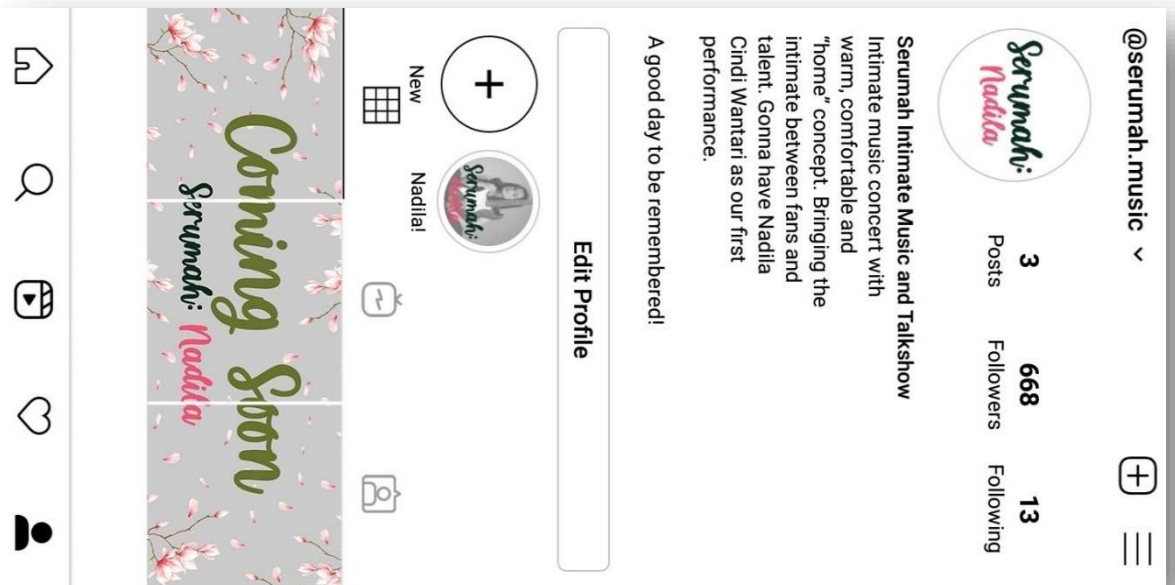 @serumah.music
Serumah:
Nadila
3
668
13
Posts
Followers
Following
Serumah Intimate Music and Talkshow
Intimate music concert with
warm, comfortable and
"home" concept. Bringing the
intimate between fans and
talent. Gonna have Nadila
Cindi Wantari as our first
performance.
A good day to be remembered!
Edit Profile
Serumah:
Nadila
New
Nadila!
Coming Soon
Serumah: Nadila